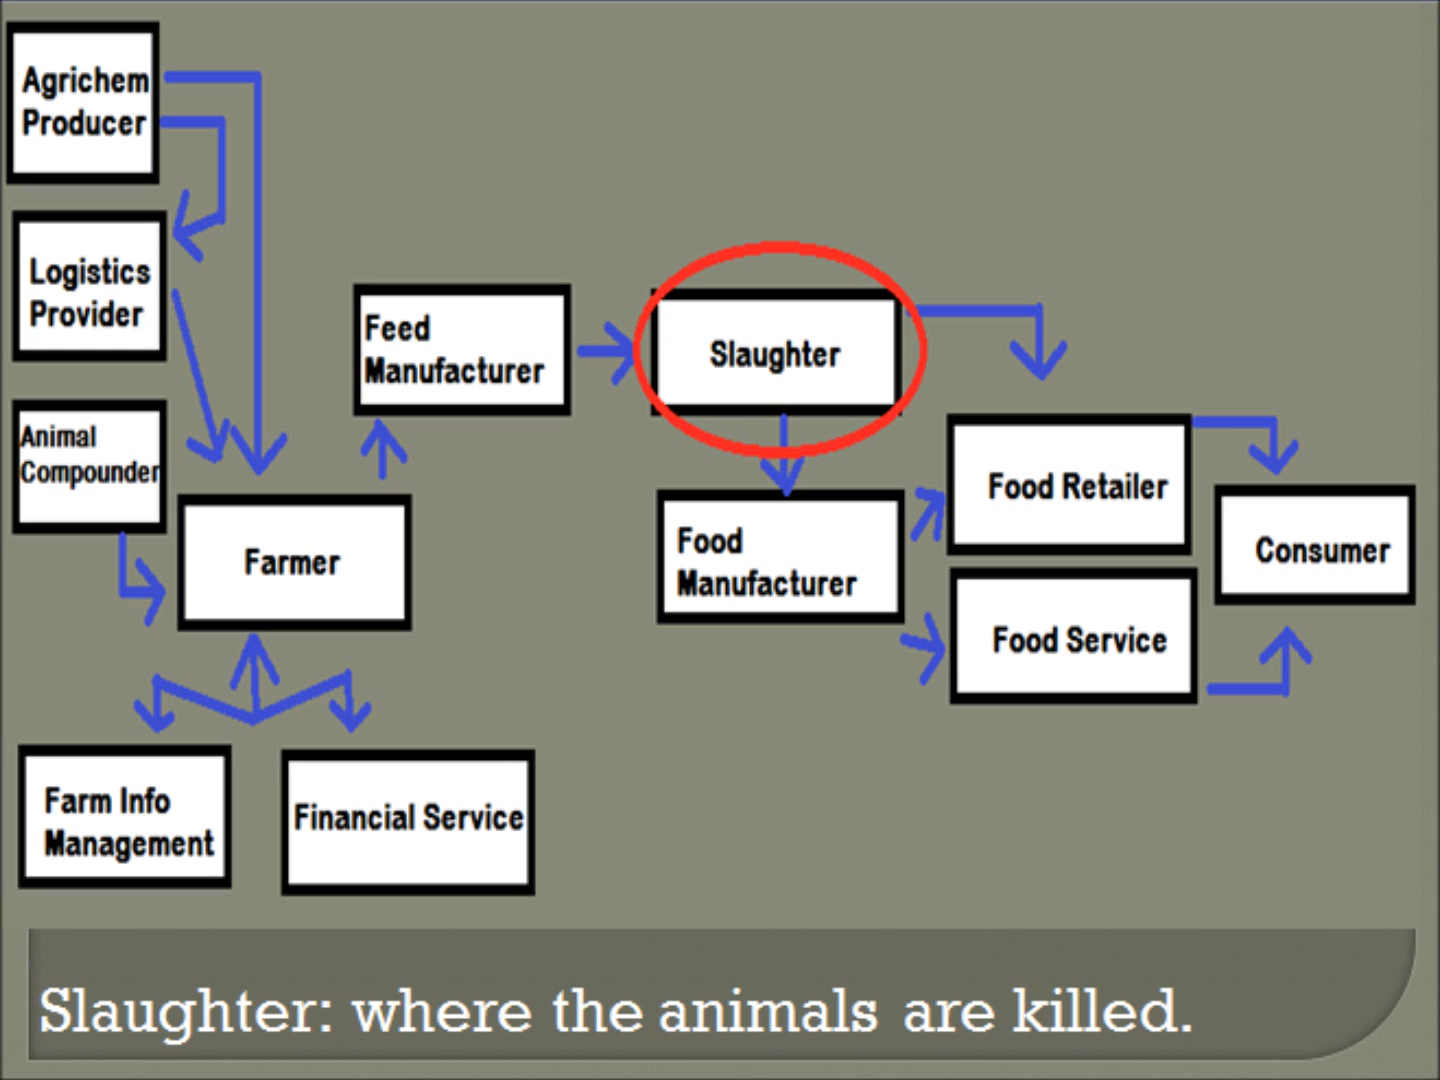 Agrichem
Producer
Logistics
Provider
Animal
Compounder
Farmer
Farm Info
Management
Financial Service
Feed
Manufacturer
Slaughter
Food
Manufacturer
Food Retailer
Food Service
Consumer
Slaughter: where the animals are killed.